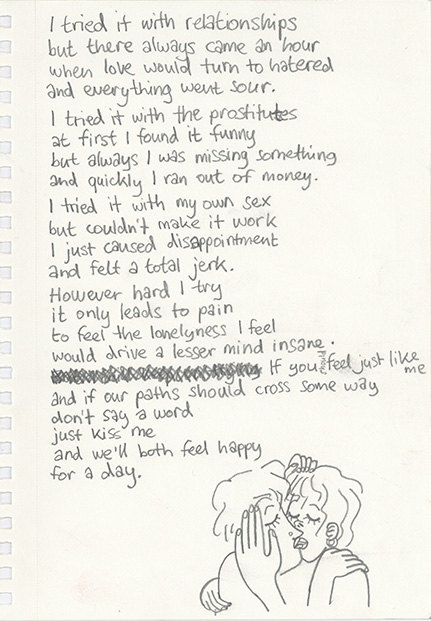 I tried it with relationships
but there always came an hour
when love would turn to hatered
and everything went sour.
I tried it with the prostitutes
at first I found it funny
but always I was missing something
and quickly I ran out of money.
I tried it with my own sex
but couldn't make it work
I just caused disappointment
and felt a total jerk.
However hard I try
it only leads to pain
to feel the lonelyness I feel
would drive a lesser mind insane.
If you feel just like me
and if our paths should cross some way
don't say a word
just kiss me
and we'll both feel happy
for a day.